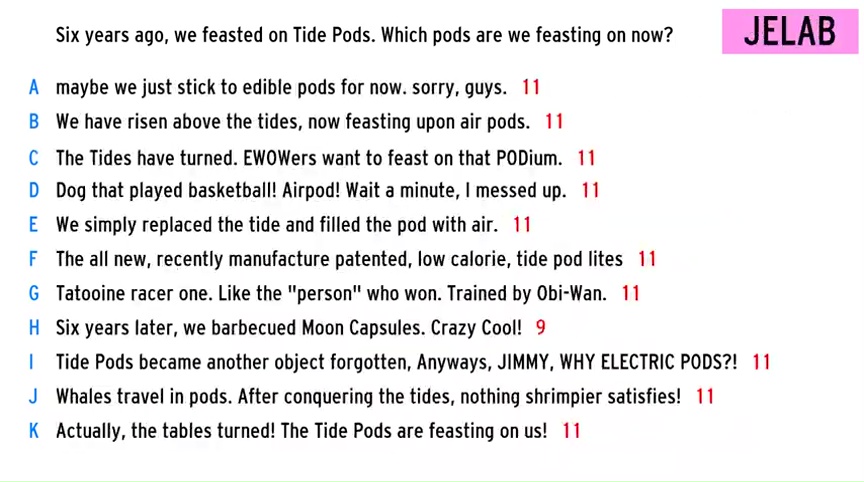 Six years ago, we feasted on Tide Pods. Which pods are we feasting on now?
JELAB
A maybe we just stick to edible pods for now. sorry, guys. 11
B We have risen above the tides, now feasting upon air pods. 11
C The Tides have turned. EWOWers want to feast on that PODium. 11
D Dog that played basketball! Airpod! Wait a minute, I messed up. 11
E We simply replaced the tide and filled the pod with air. 11
F The all new, recently manufacture patented, low calorie, tide pod lites 11
G Tatooine racer one. Like the "person" who won. Trained by Obi-Wan. 11
H Six years later, we barbecued Moon Capsules. Crazy Cool! 9
I Tide Pods became another object forgotten, Anyways, JIMMY, WHY ELECTRIC PODS?! 11
J Whales travel in pods. After conquering the tides, nothing shrimpier satisfies! 11
K Actually, the tables turned! The Tide Pods are feasting on us! 11